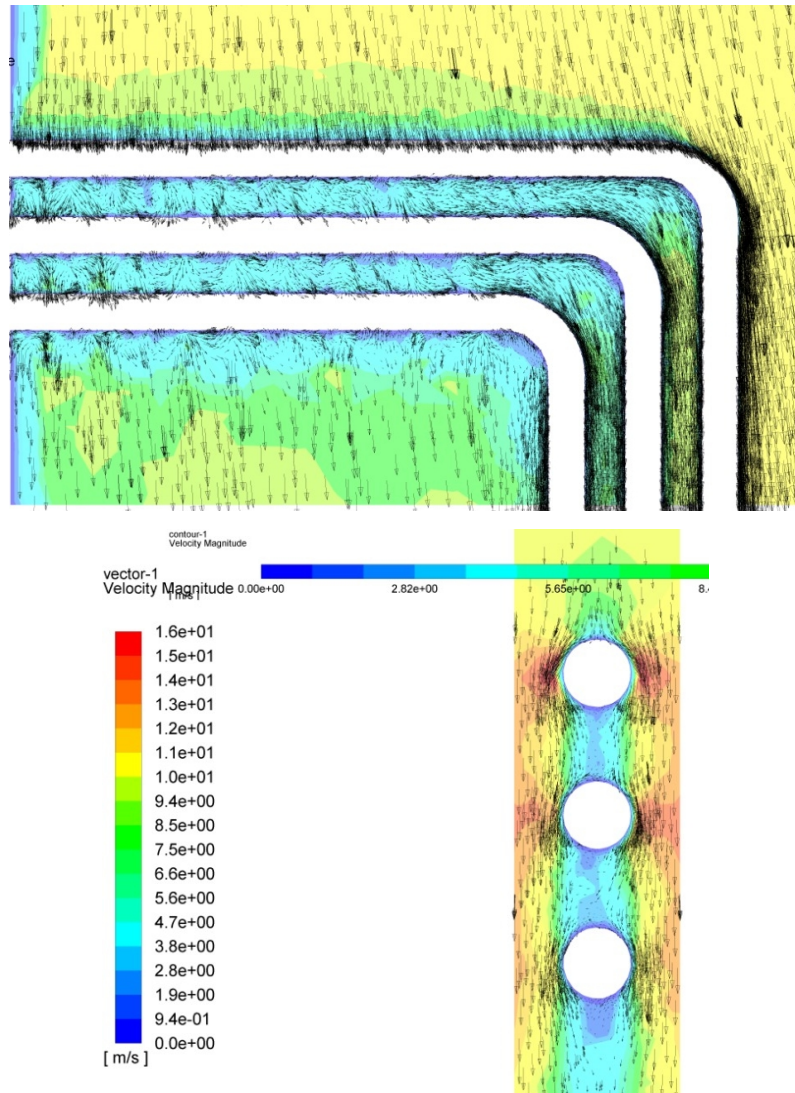 e
contour-1
Velocity Magnitude
vector-1
Velocity Magnitude
[ m/s ]
0.00e+00 2.82e+00 5.65e+00 8.4
1.6e+01
1.5e+01
1.4e+01
1.3e+01
1.2e+01
1.1e+01
1.0e+01
9.4e+00
8.5e+00
7.5e+00
6.6e+00
5.6e+00
4.7e+00
3.8e+00
2.8e+00
1.9e+00
9.4e-01
0.0e+00
[ m/s ]